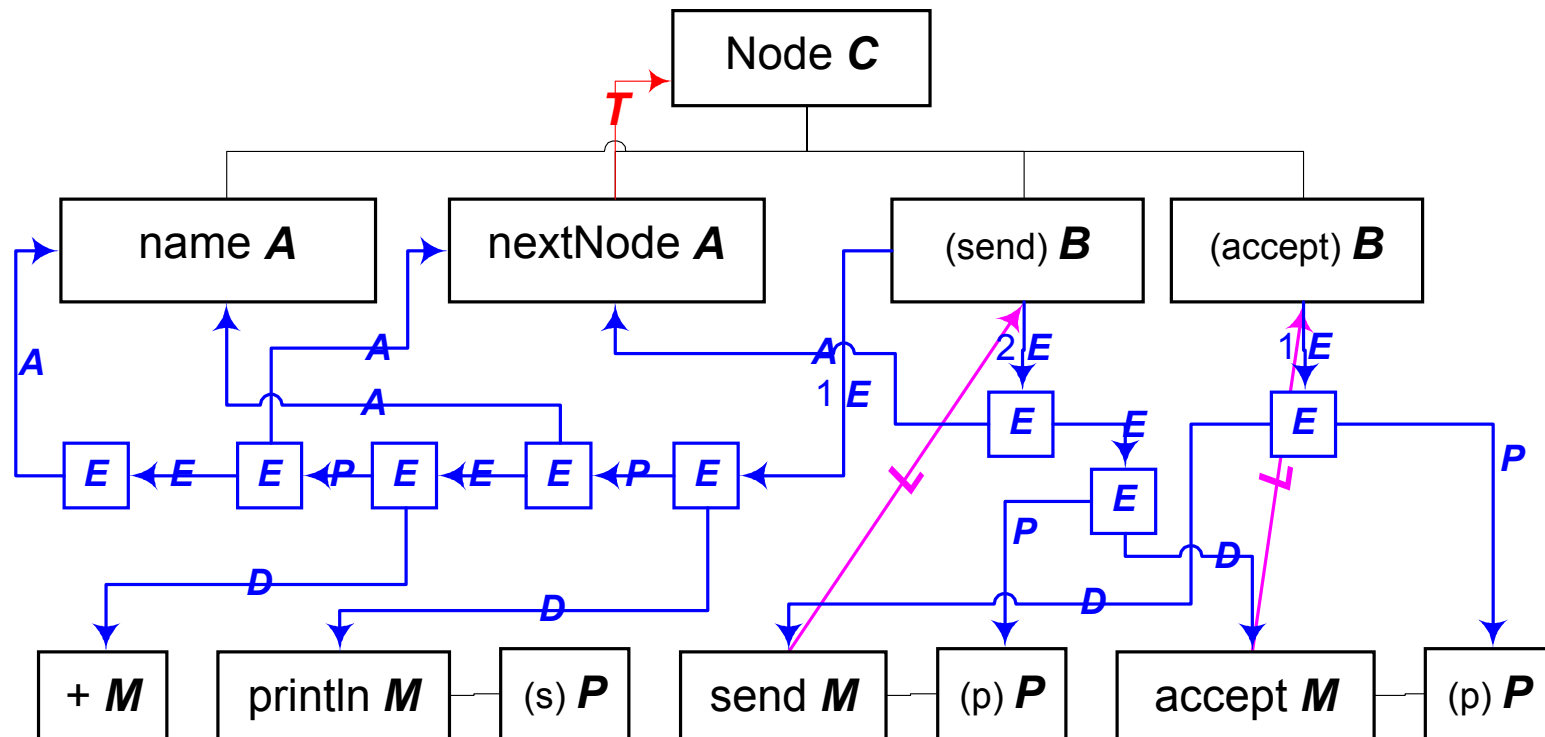 Node C
T
name A
nextNode A
(send) B
(accept) B
A
A
A
A
1 E
2 E
1 E
E
E
E
E
E
P
E
E
E
P
E
E
E
P
L
L
P
D
D
D
D
+ M
println M
(s) P
send M
(p) P
accept M
(p) P